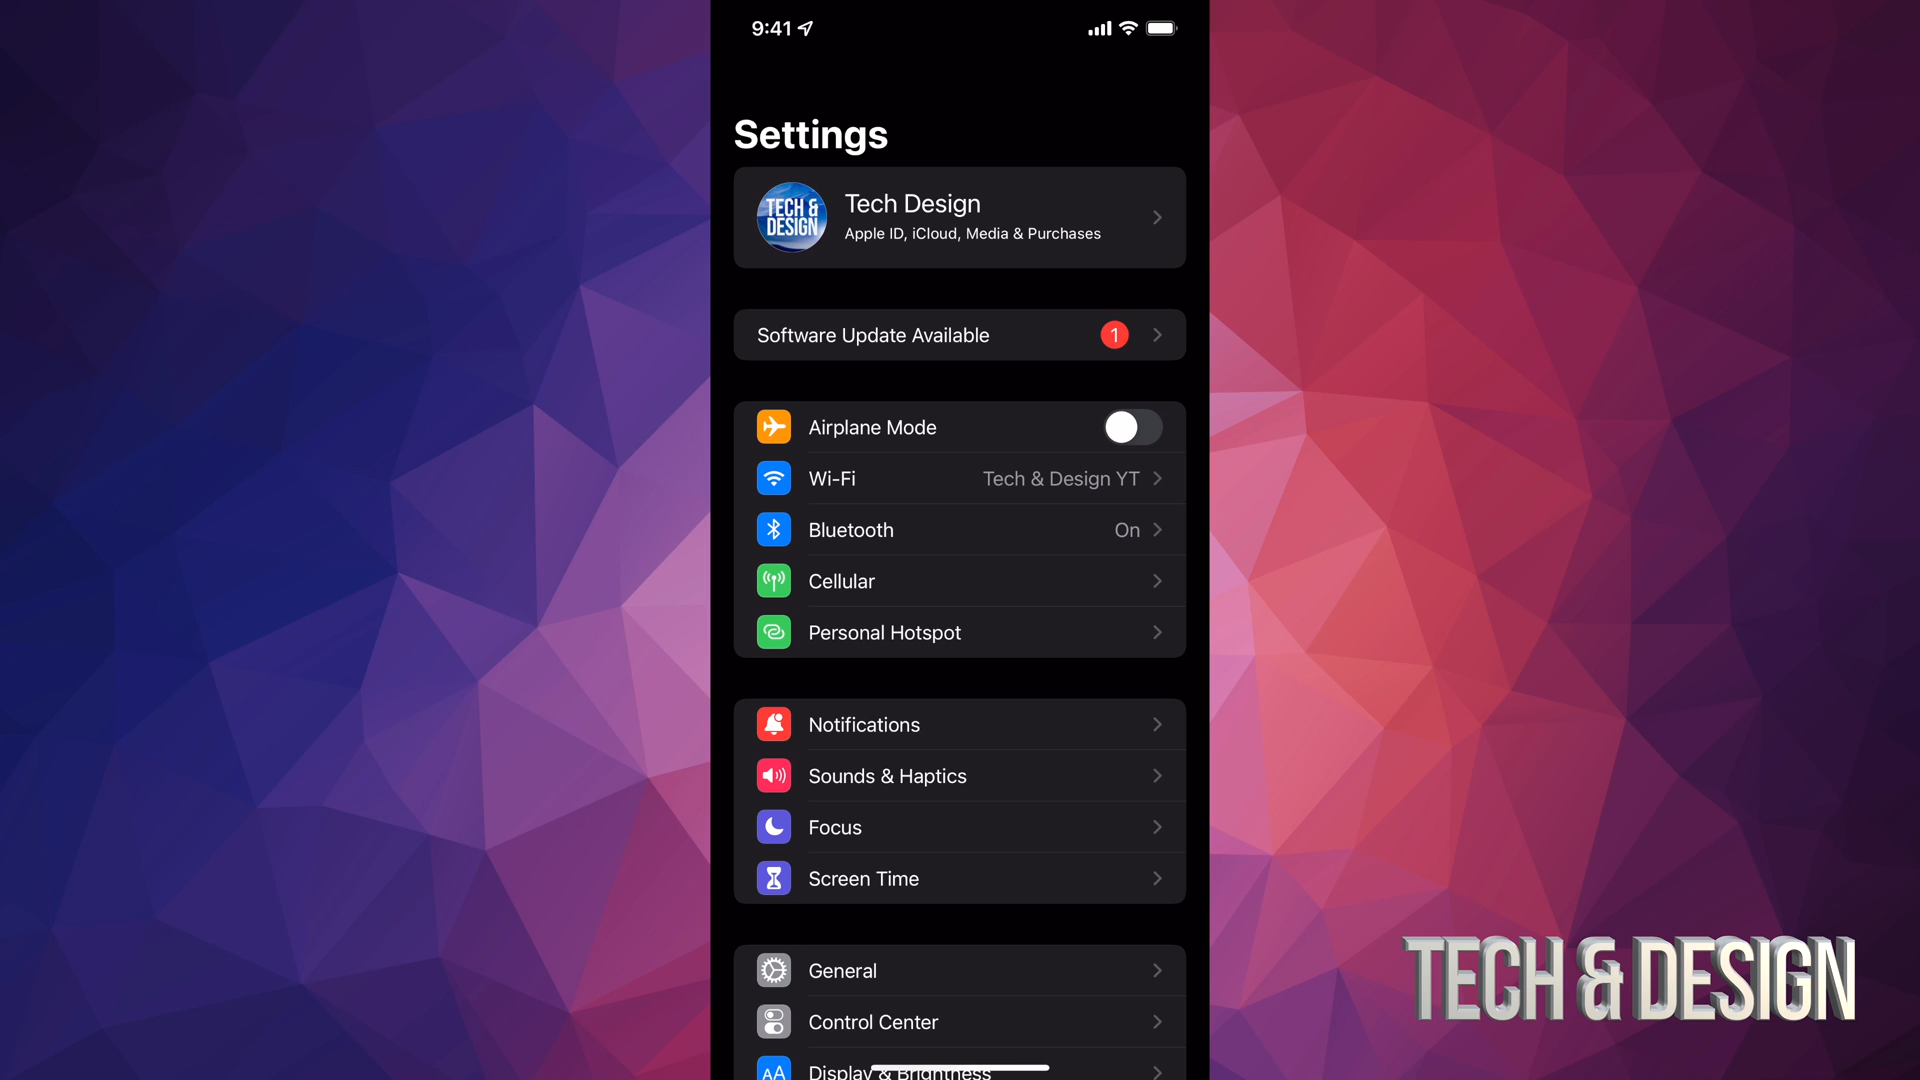 9:41
Settings
TECH &
DESIGN
Tech Design
Apple ID, iCloud, Media & Purchases
Software Update Available 1
Airplane Mode
Wi-Fi Tech & Design YT
Bluetooth On
Cellular
Personal Hotspot
Notifications
Sounds & Haptics
Focus
Screen Time
General
Control Center
AA Display & Brightness
TECH & DESIGN